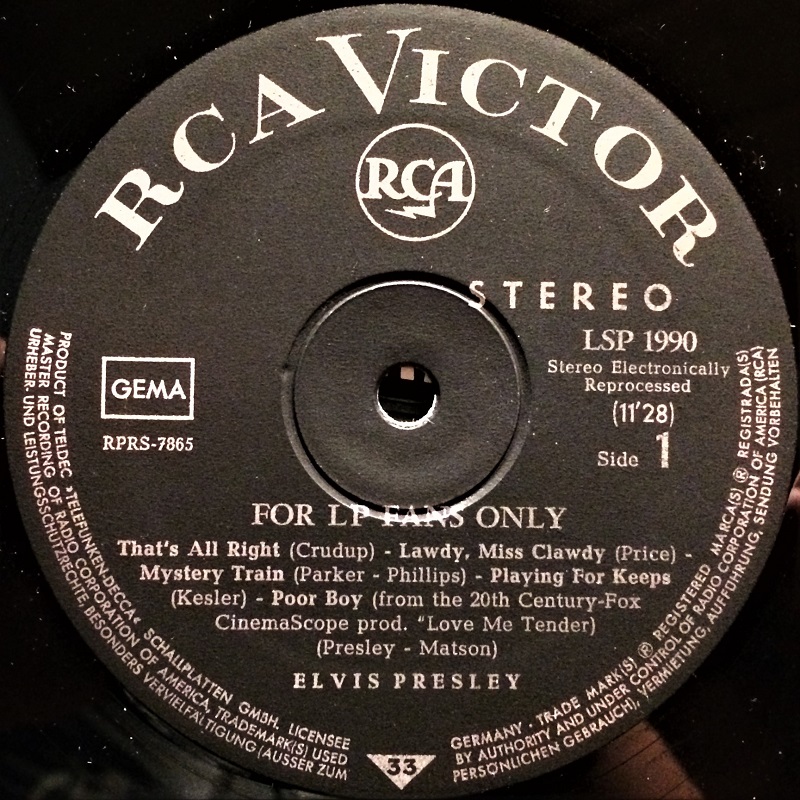 RCA VICTOR
RCA
STEREO
LSP 1990
Stereo Electronically
Reprocessed
(11'28)
Side 1
GEMA
RPRS-7865
FOR LP FANS ONLY
That's All Right (Crudup) - Lawdy, Miss Clawdy (Price) -
Mystery Train (Parker - Phillips) - Playing For Keeps
(Kesler) - Poor Boy (from the 20th Century-Fox
CinemaScope prod. "Love Me Tender)
(Presley - Matson)
ELVIS PRESLEY
PRODUCT OF TELDEC »TELEFUNKEN-DECCA« SCHALLPLATTEN GMBH, LICENSEE
MASTER RECORDING OF RADIO CORPORATION OF AMERICA, TRADEMARK(S) USED
URHEBER- UND LEISTUNGSSCHUTZRECHTE, BESONDERS VERVIELFÄLTIGUNG (AUSSER ZUM
33
GERMANY · TRADE MARK(S) ® REGISTERED MARCA(S) ® REGISTRADA(S)
BY AUTHORITY AND UNDER CONTROL OF RADIO CORPORATION OF AMERICA (RCA)
PERSÖNLICHEN GEBRAUCH), VERMIETUNG, AUFFÜHRUNG, SENDUNG VORBEHALTEN